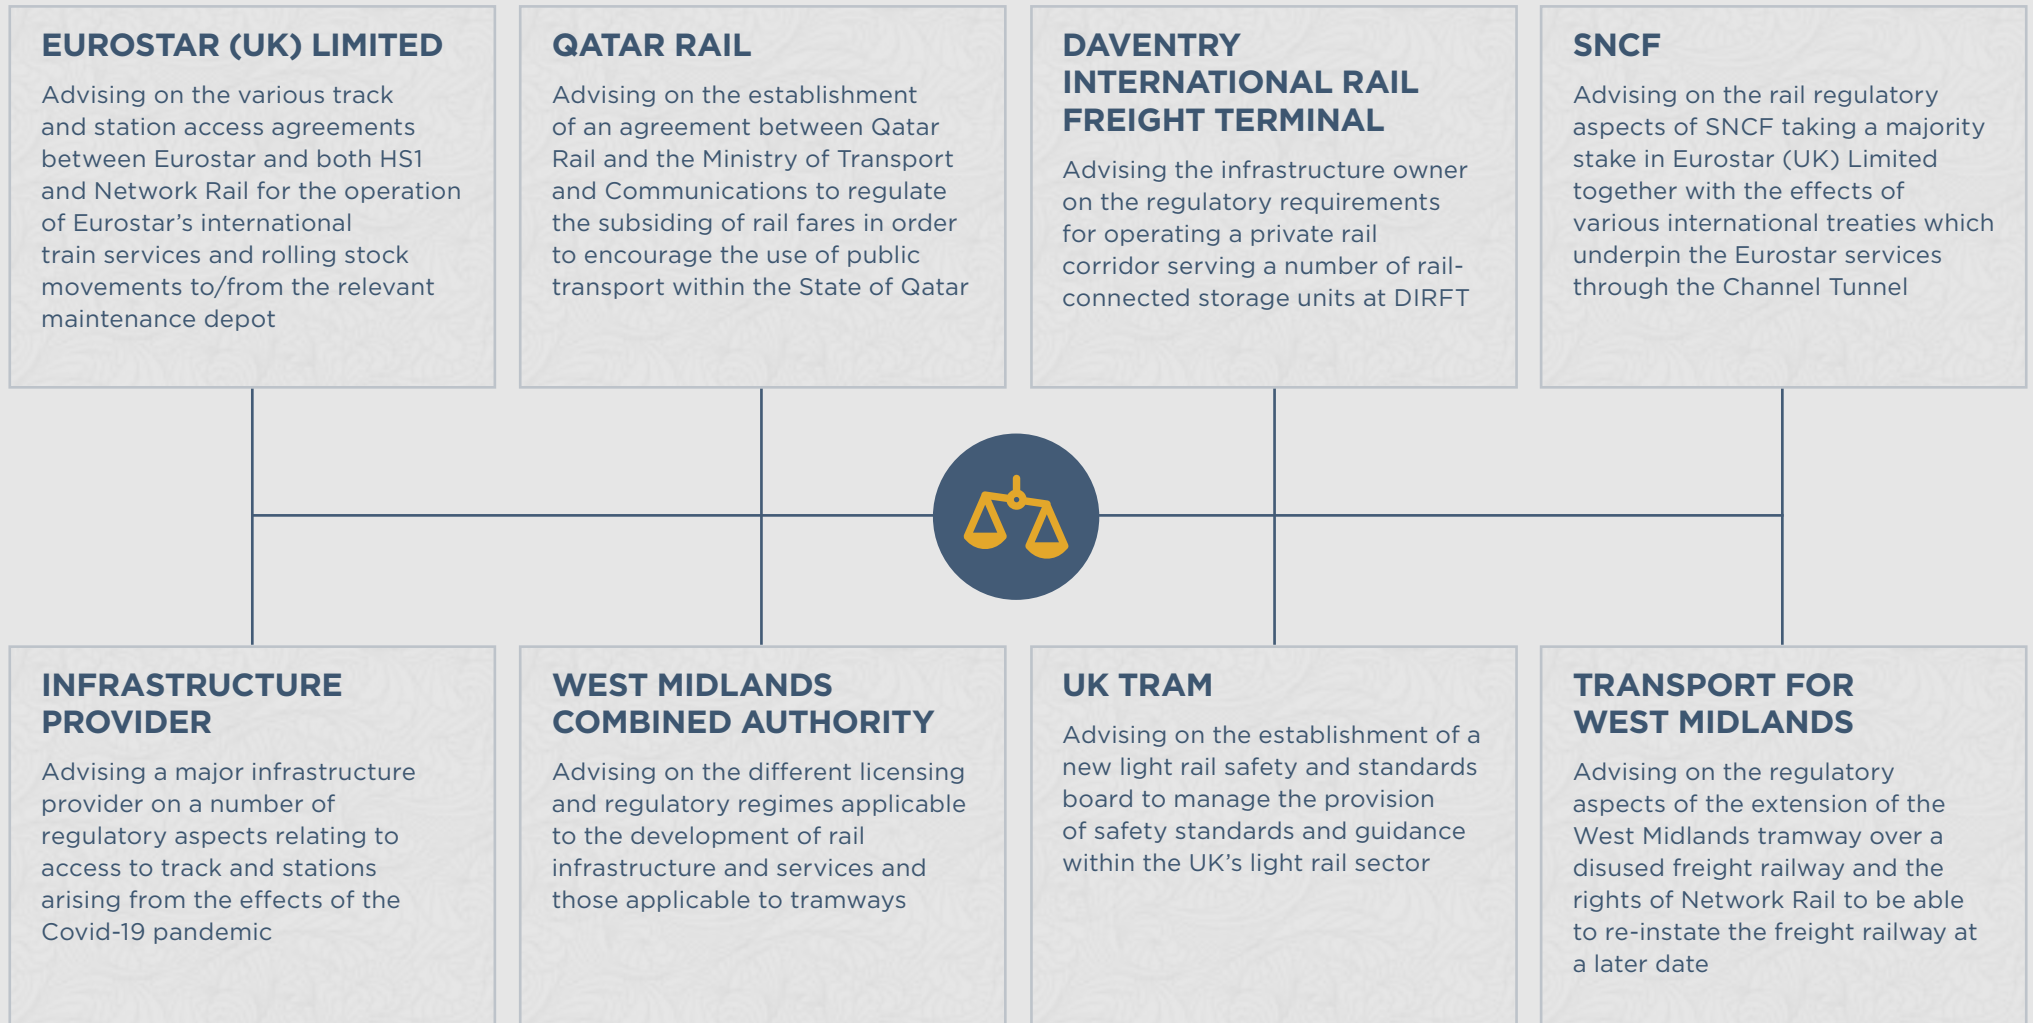 EUROSTAR (UK) LIMITED
Advising on the various track
and station access agreements
between Eurostar and both HS1
and Network Rail for the operation
of Eurostar’s international
train services and rolling stock
movements to/from the relevant
maintenance depot
QATAR RAIL
Advising on the establishment
of an agreement between Qatar
Rail and the Ministry of Transport
and Communications to regulate
the subsiding of rail fares in order
to encourage the use of public
transport within the State of Qatar
DAVENTRY
INTERNATIONAL RAIL
FREIGHT TERMINAL
Advising the infrastructure owner
on the regulatory requirements
for operating a private rail
corridor serving a number of rail-
connected storage units at DIRFT
SNCF
Advising on the rail regulatory
aspects of SNCF taking a majority
stake in Eurostar (UK) Limited
together with the effects of
various international treaties which
underpin the Eurostar services
through the Channel Tunnel
INFRASTRUCTURE
PROVIDER
Advising a major infrastructure
provider on a number of
regulatory aspects relating to
access to track and stations
arising from the effects of the
Covid-19 pandemic
WEST MIDLANDS
COMBINED AUTHORITY
Advising on the different licensing
and regulatory regimes applicable
to the development of rail
infrastructure and services and
those applicable to tramways
UK TRAM
Advising on the establishment of a
new light rail safety and standards
board to manage the provision
of safety standards and guidance
within the UK’s light rail sector
TRANSPORT FOR
WEST MIDLANDS
Advising on the regulatory
aspects of the extension of the
West Midlands tramway over a
disused freight railway and the
rights of Network Rail to be able
to re-instate the freight railway at
a later date